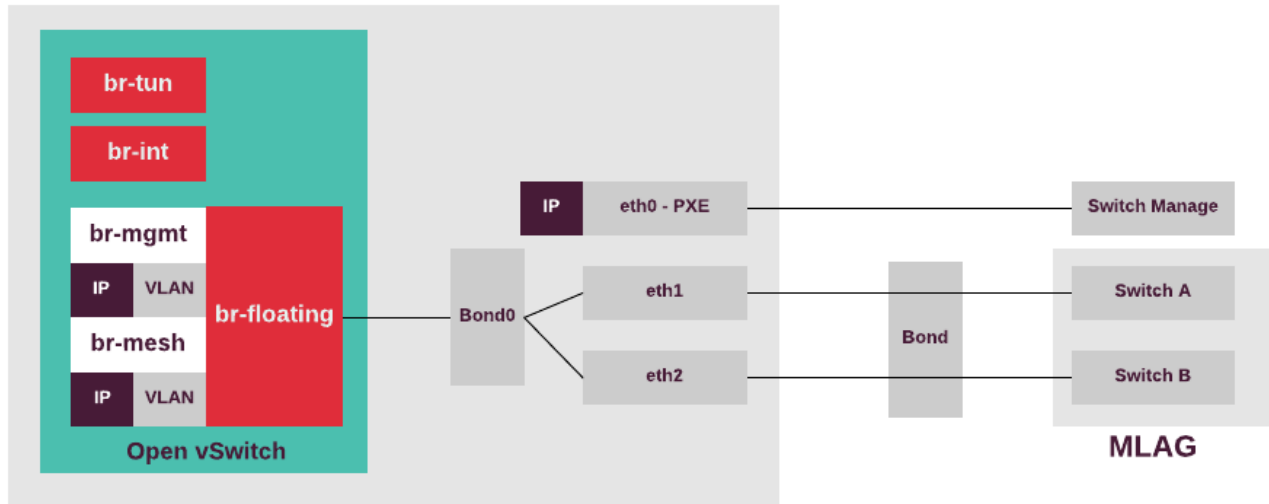 br-tun
br-int
br-mgmt
IP VLAN
br-mesh
IP VLAN
br-floating
Open vSwitch
Bond0
IP eth0 - PXE
eth1
eth2
Bond
Switch Manage
Switch A
Switch B
MLAG